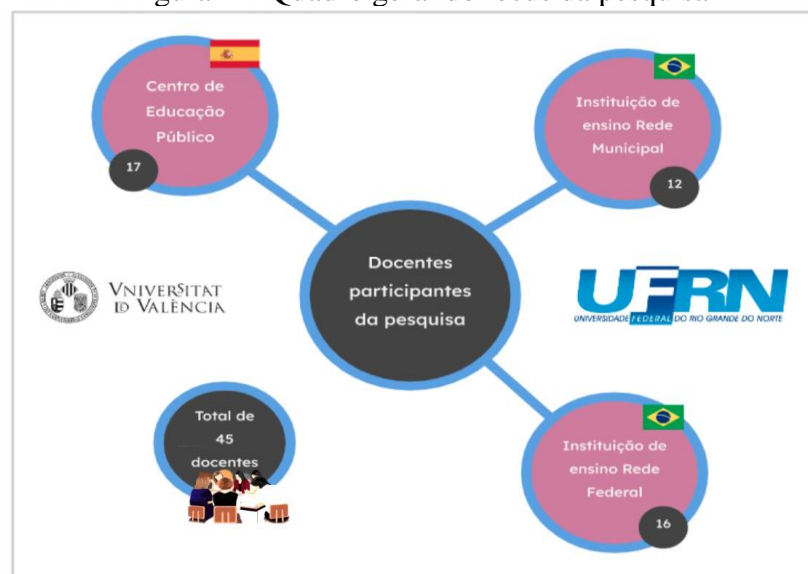 Centro de
Educação
Público
17
Instituição de
ensino Rede
Municipal
12
Docentes
participantes
da pesquisa
VNIVERSITAT
ID VALÈNCIA
UFRN
UNIVERSIDADE FEDERAL DO RIO GRANDE DO NORTE
Total de
45
docentes
Instituição de
ensino Rede
Federal
16